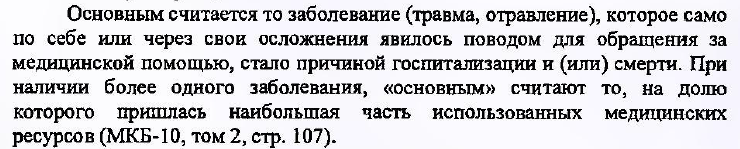 Основным считается то заболевание (травма, отравление), которое само
по себе или через свои осложнения явилось поводом для обращения за
медицинской помощью, стало причиной госпитализации и (или) смерти. При
наличии более одного заболевания, «основным» считают то, на долю
которого пришлась наибольшая часть использованных медицинских
ресурсов (МКБ-10, том 2, стр. 107).